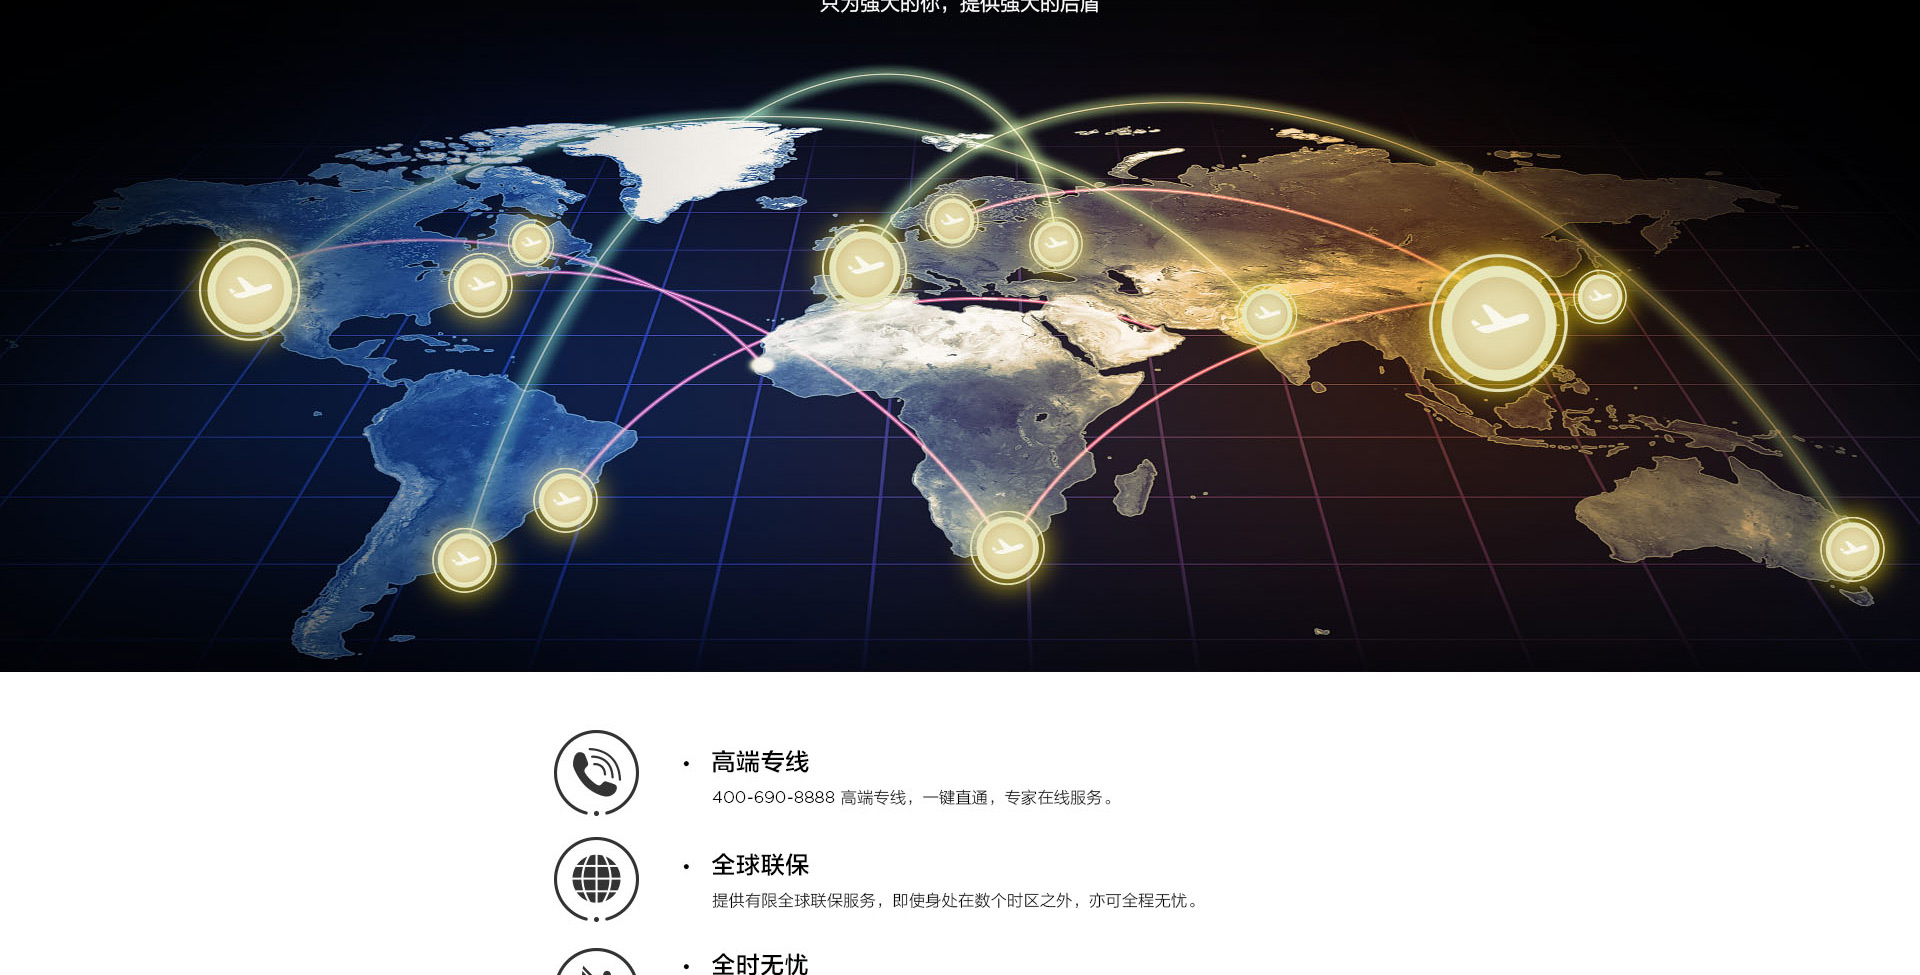 只为强大的你，提供强大的后盾
高端专线
400-690-8888 高端专线，一键直通，专家在线服务。
全球联保
提供有限全球联保服务，即使身处在数个时区之外，亦可全程无忧。
全时无忧